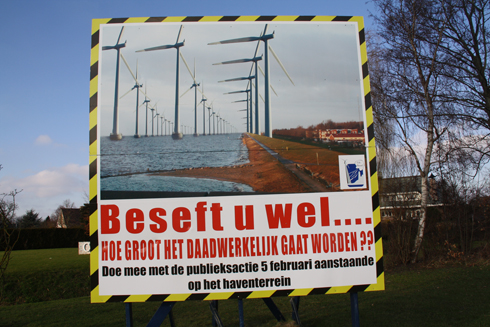 Beseft u wel....
HOE GROOT HET DAADWERKELIJK GAAT WORDEN ??
Doe mee met de publieksactie 5 februari aanstaande
op het haventerrein